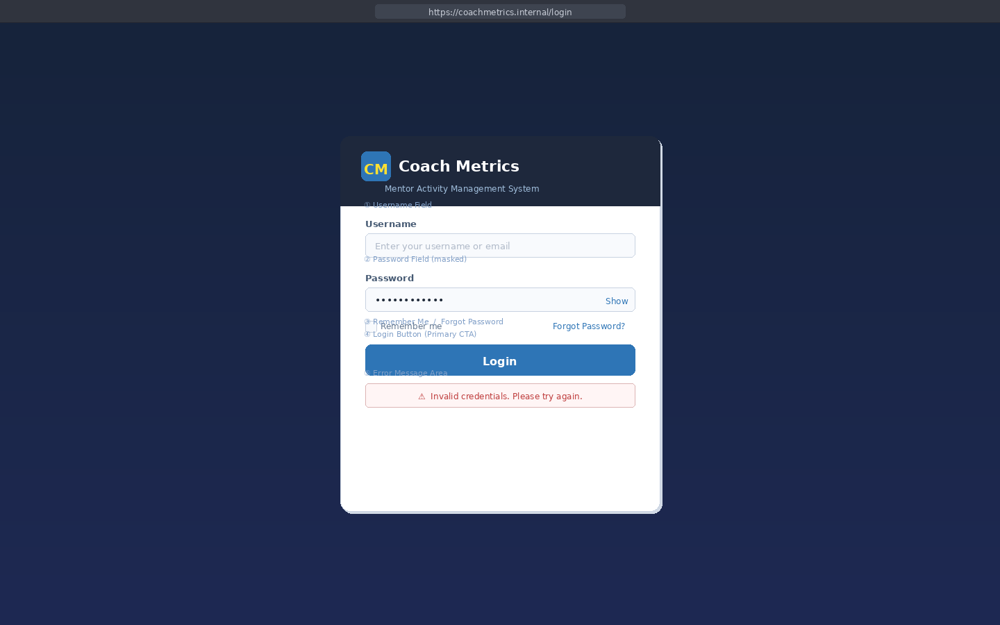 https://coachmetrics.internal/login
CM
Coach Metrics
Mentor Activity Management System
① Username Field
Username
Enter your username or email
② Password Field (masked)
Password
•••••••••••• Show
③ Remember Me / Forgot Password
Remember me Forgot Password?
④ Login Button (Primary CTA)
Login
⑤ Error Message Area
⚠ Invalid credentials. Please try again.